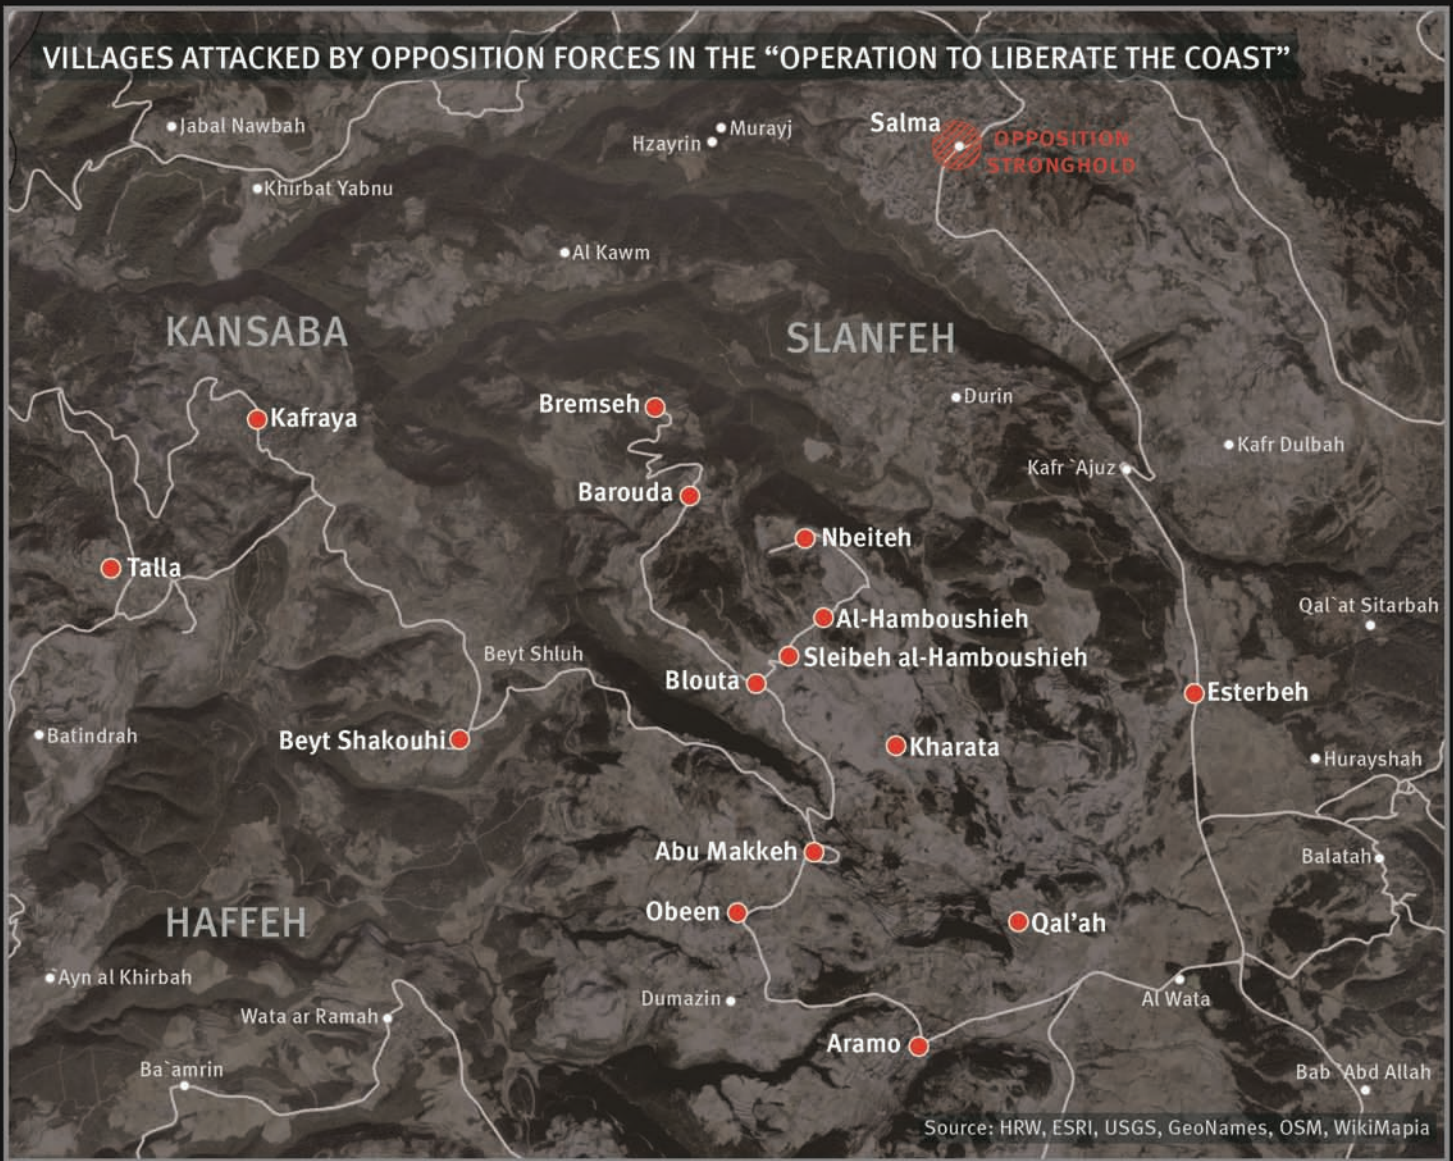 VILLAGES ATTACKED BY OPPOSITION FORCES IN THE “OPERATION TO LIBERATE THE COAST”
Jabal Nawbah
Murayj
Hzayrin
Salma
OPPOSITION
STRONGHOLD
Khirbat Yabnu
Al Kawm
KANSABA
SLANFEH
Durin
Bremseh
Kafraya
Kafr Dulbah
Kafr `Ajuz
Barouda
Nbeiteh
Talla
Qal`at Sitarbah
Al-Hamboushieh
Beyt Shluh
Sleibeh al-Hamboushieh
Blouta
Esterbeh
Batindrah
Beyt Shakouhi
Kharata
Hurayshah
Abu Makkeh
Balatah
Obeen
HAFFEH
Qal’ah
`Ayn al Khirbah
Dumazin
Al Wata
Wata ar Ramah
Aramo
Ba`amrin
Bab `Abd Allah
Source: HRW, ESRI, USGS, GeoNames, OSM, WikiMapia